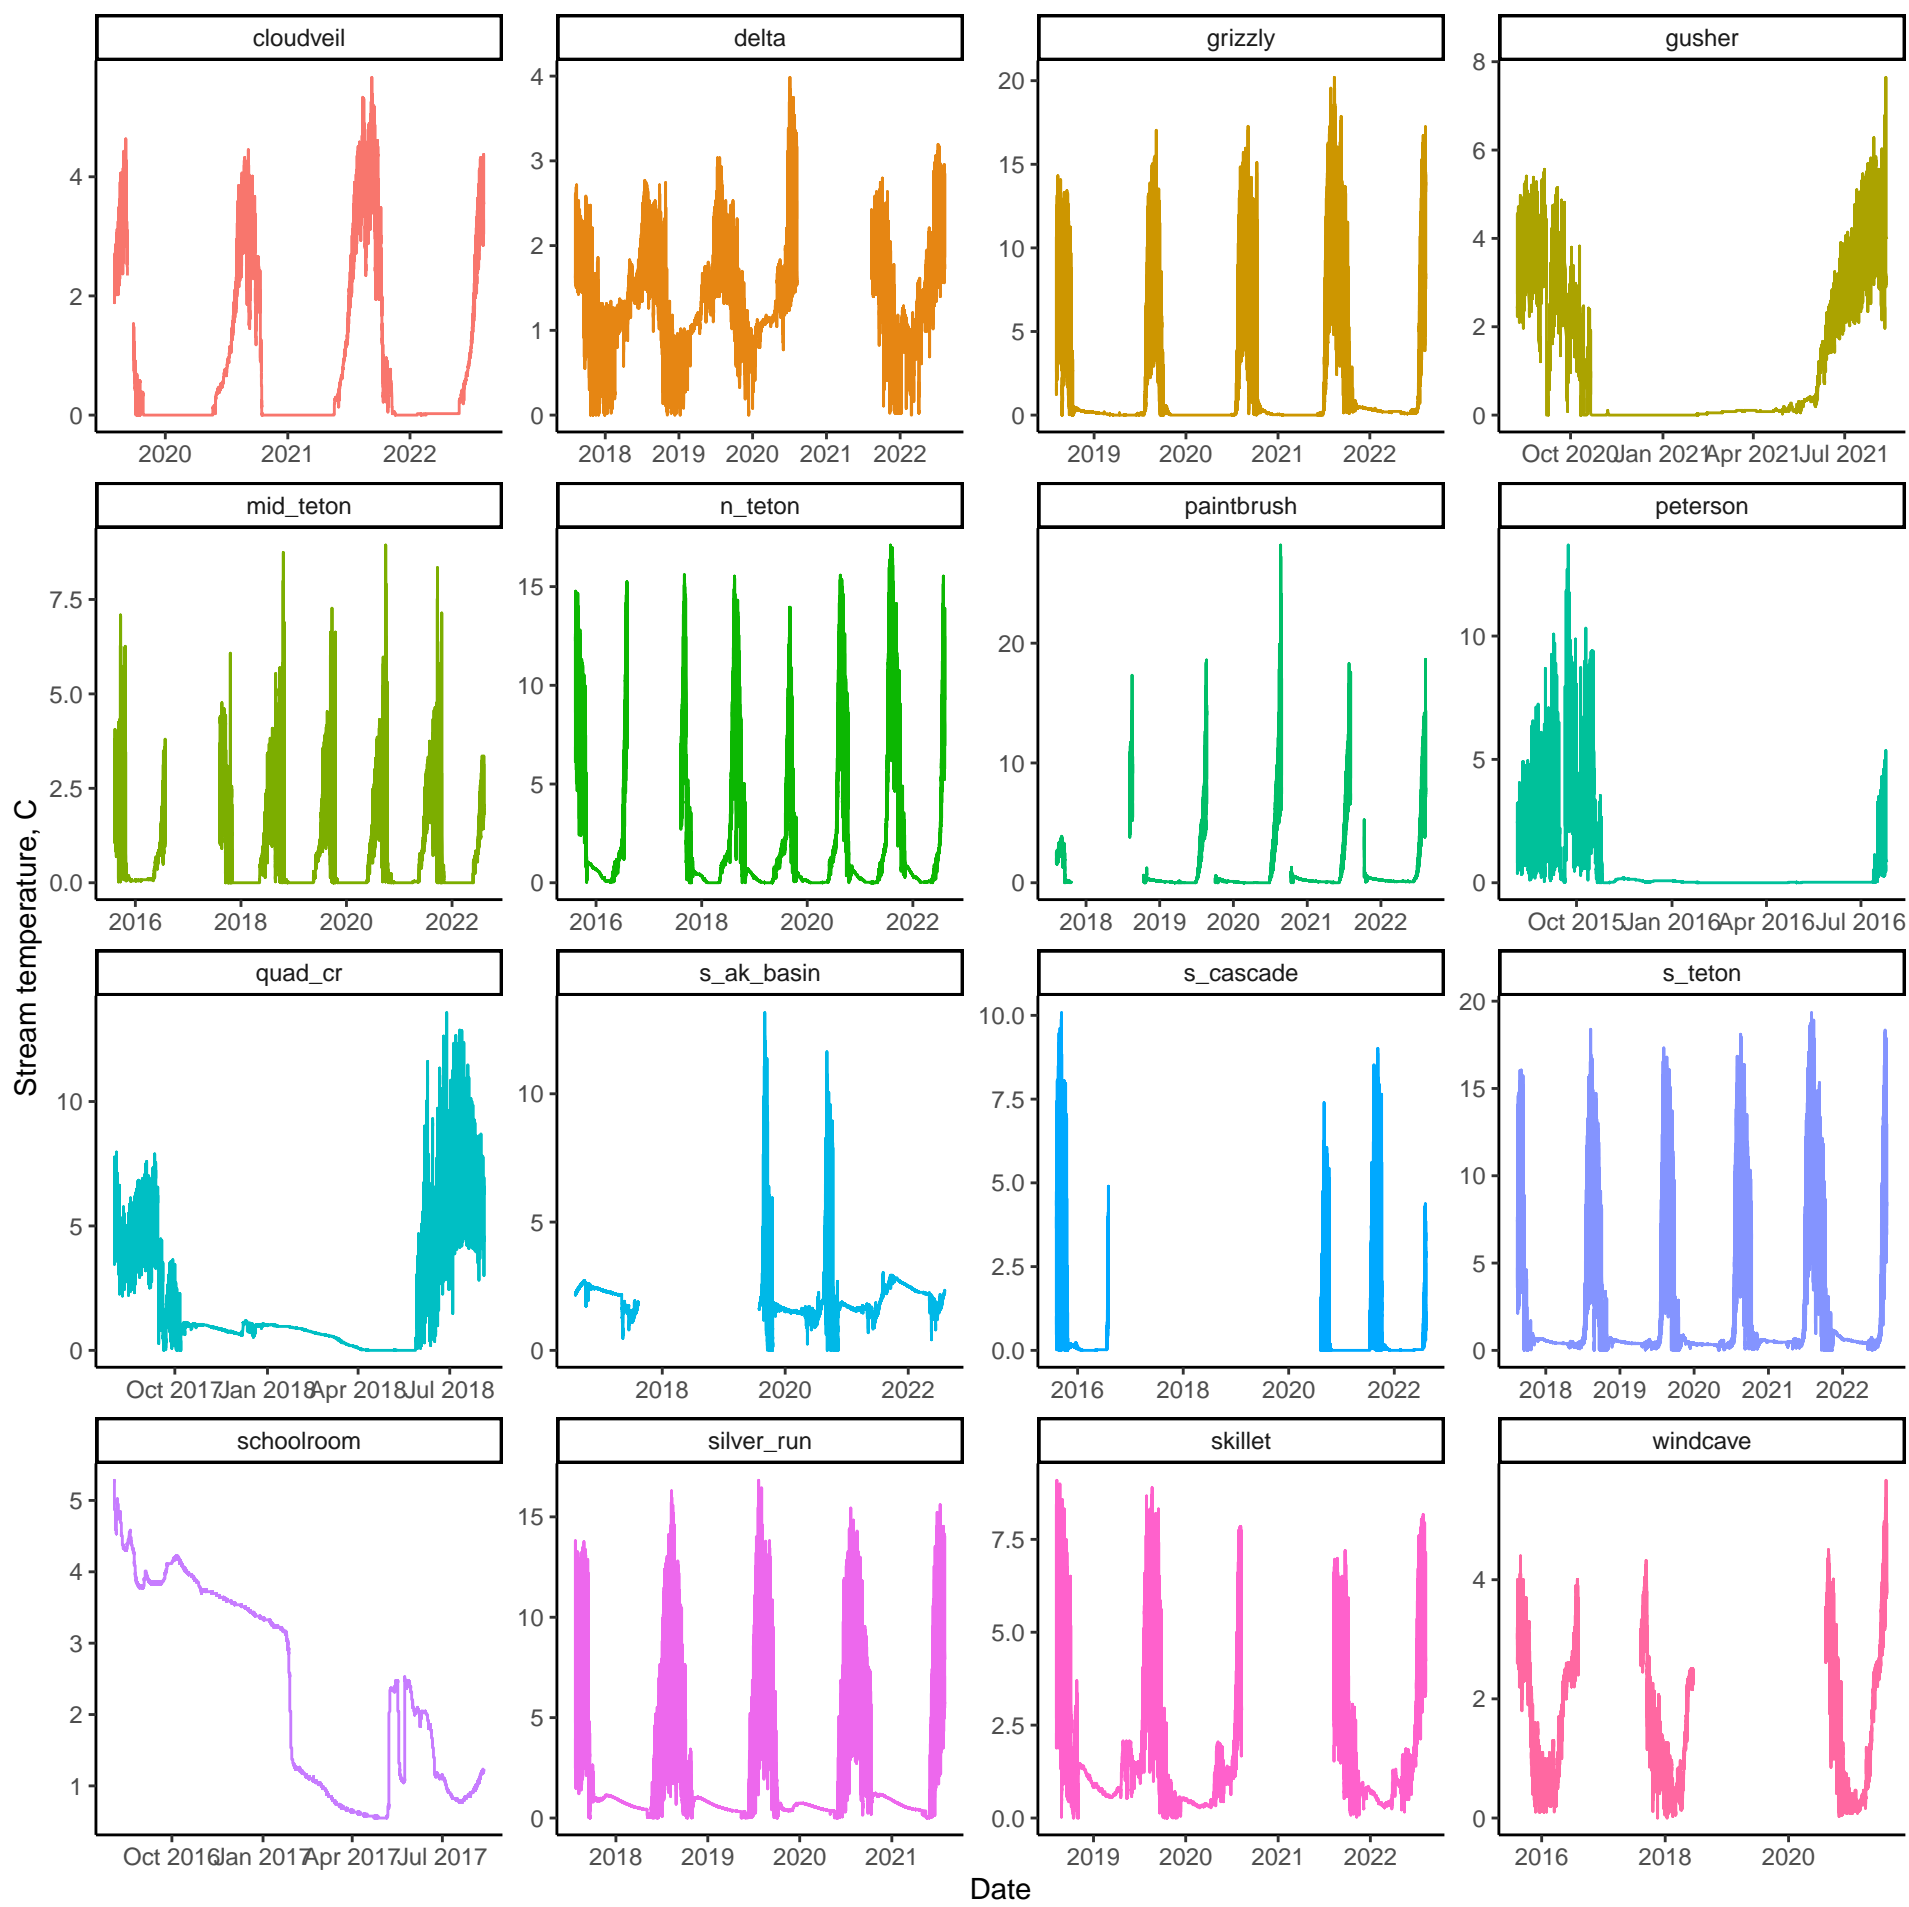 cloudveil delta grizzly gusher
4
2
0
2020 2021 2022
4
3
2
1
0
2018 2019 2020 2021 2022
20
15
10
5
0
2019 2020 2021 2022
8
6
4
2
0
Oct 2020 Jan 2021 Apr 2021 Jul 2021
mid_teton n_teton paintbrush peterson
7.5
5.0
2.5
0.0
2016 2018 2020 2022
15
10
5
0
2016 2018 2020 2022
20
10
0
2018 2019 2020 2021 2022
10
5
0
Oct 2015 Jan 2016 Apr 2016 Jul 2016
Stream temperature, C
quad_cr s_ak_basin s_cascade s_teton
10
5
0
Oct 2017 Jan 2018 Apr 2018 Jul 2018
10
5
0
2018 2020 2022
10.0
7.5
5.0
2.5
0.0
2016 2018 2020 2022
20
15
10
5
0
2018 2019 2020 2021 2022
schoolroom silver_run skillet windcave
5
4
3
2
1
Oct 2016 Jan 2017 Apr 2017 Jul 2017
15
10
5
0
2018 2019 2020 2021
7.5
5.0
2.5
0.0
2019 2020 2021 2022
4
2
0
2016 2018 2020
Date